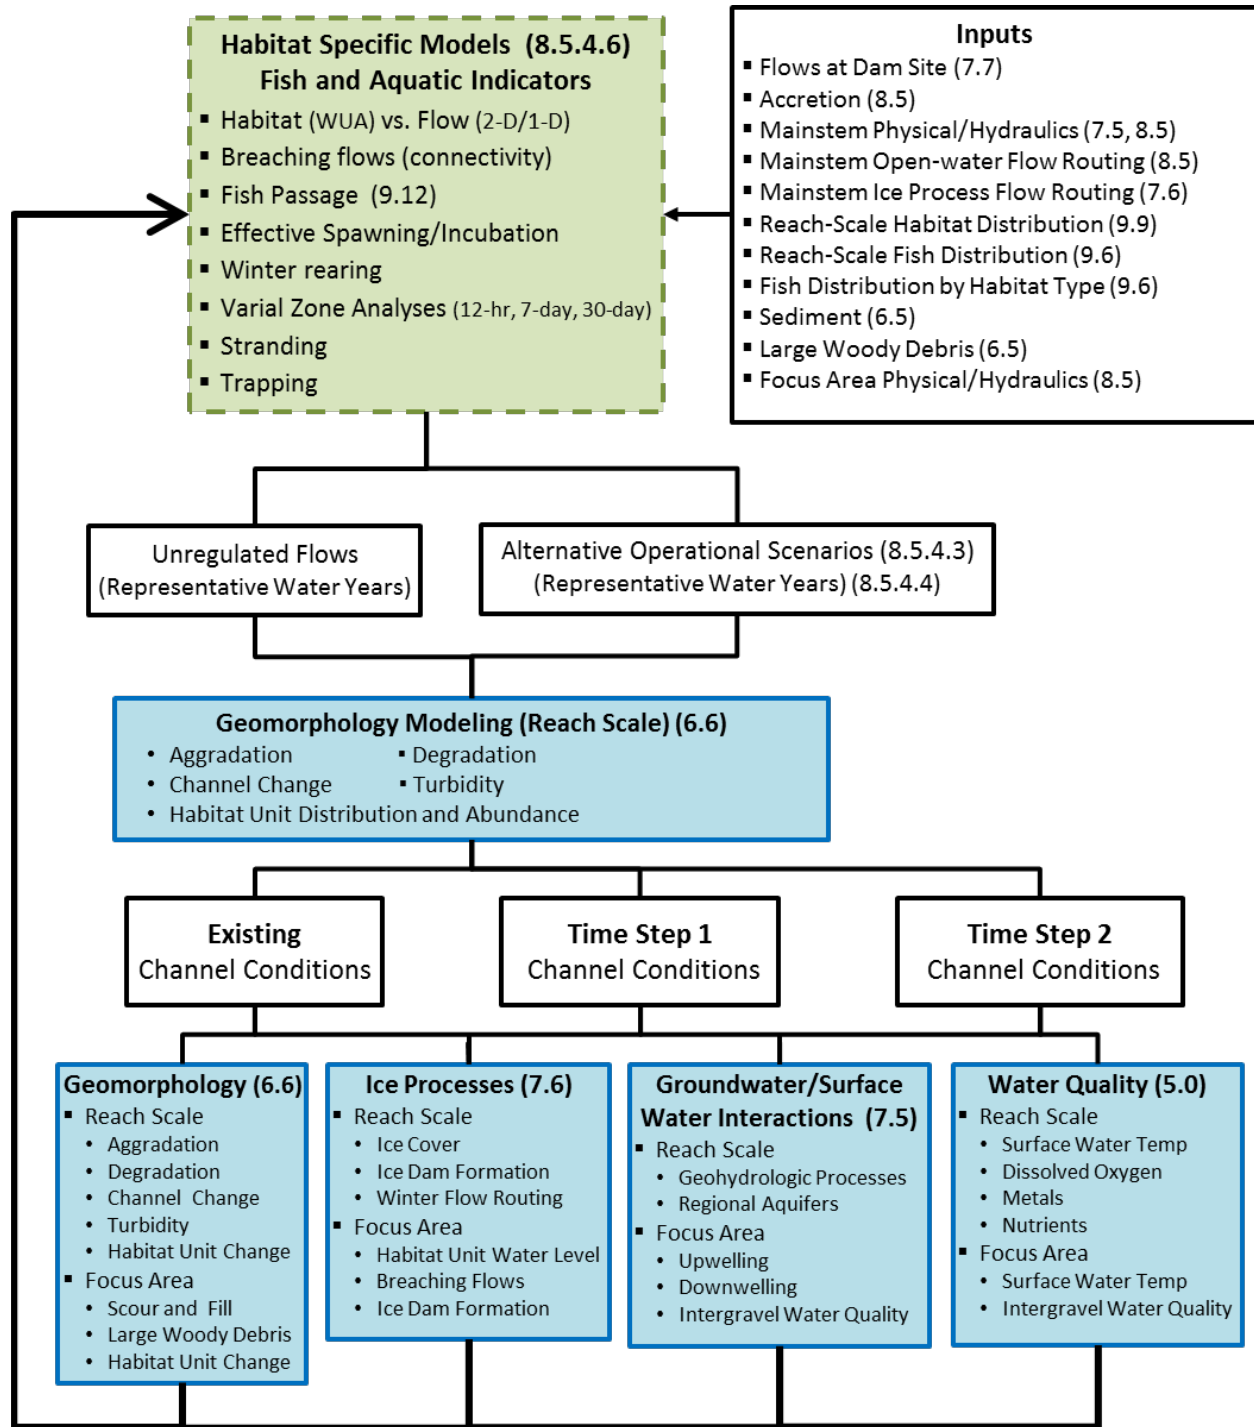 Habitat Specific Models (8.5.4.6)
Fish and Aquatic Indicators
▪ Habitat (WUA) vs. Flow (2-D/1-D)
▪ Breaching flows (connectivity)
▪ Fish Passage (9.12)
▪ Effective Spawning/Incubation
▪ Winter rearing
▪ Varial Zone Analyses (12-hr, 7-day, 30-day)
▪ Stranding
▪ Trapping
Inputs
▪ Flows at Dam Site (7.7)
▪ Accretion (8.5)
▪ Mainstem Physical/Hydraulics (7.5, 8.5)
▪ Mainstem Open-water Flow Routing (8.5)
▪ Mainstem Ice Process Flow Routing (7.6)
▪ Reach-Scale Habitat Distribution (9.9)
▪ Reach-Scale Fish Distribution (9.6)
▪ Fish Distribution by Habitat Type (9.6)
▪ Sediment (6.5)
▪ Large Woody Debris (6.5)
▪ Focus Area Physical/Hydraulics (8.5)
Unregulated Flows
(Representative Water Years)
Alternative Operational Scenarios (8.5.4.3)
(Representative Water Years) (8.5.4.4)
Geomorphology Modeling (Reach Scale) (6.6)
• Aggradation ▪ Degradation
• Channel Change ▪ Turbidity
• Habitat Unit Distribution and Abundance
Existing
Channel Conditions
Time Step 1
Channel Conditions
Time Step 2
Channel Conditions
Geomorphology (6.6)
▪ Reach Scale
• Aggradation
• Degradation
• Channel Change
• Turbidity
• Habitat Unit Change
▪ Focus Area
• Scour and Fill
• Large Woody Debris
• Habitat Unit Change
Ice Processes (7.6)
▪ Reach Scale
• Ice Cover
• Ice Dam Formation
• Winter Flow Routing
▪ Focus Area
• Habitat Unit Water Level
• Breaching Flows
• Ice Dam Formation
Groundwater/Surface
Water Interactions (7.5)
▪ Reach Scale
• Geohydrologic Processes
• Regional Aquifers
▪ Focus Area
• Upwelling
• Downwelling
• Intergravel Water Quality
Water Quality (5.0)
▪ Reach Scale
• Surface Water Temp
• Dissolved Oxygen
• Metals
• Nutrients
▪ Focus Area
• Surface Water Temp
• Intergravel Water Quality